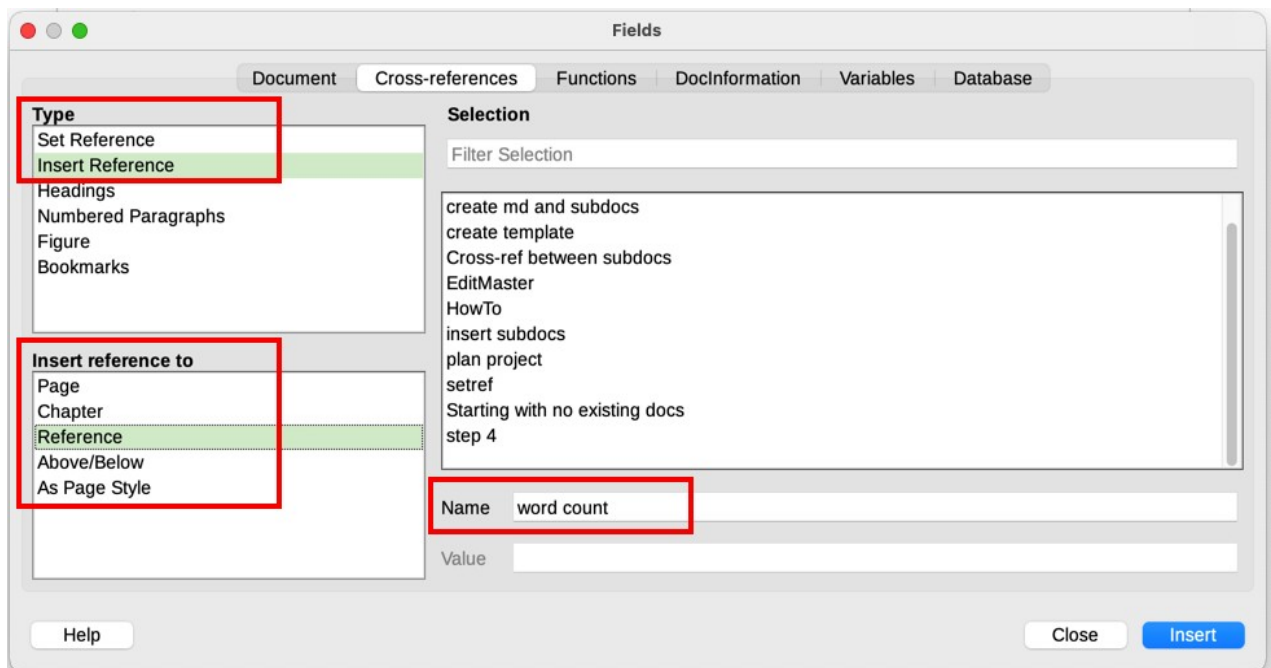 Fields
Document Cross-references Functions DocInformation Variables Database
Type
Set Reference
Insert Reference
Headings
Numbered Paragraphs
Figure
Bookmarks
Insert reference to
Page
Chapter
Reference
Above/Below
As Page Style
Selection
Filter Selection
create md and subdocs
create template
Cross-ref between subdocs
EditMaster
HowTo
insert subdocs
plan project
setref
Starting with no existing docs
step 4
Name word count
Value
Help Close Insert